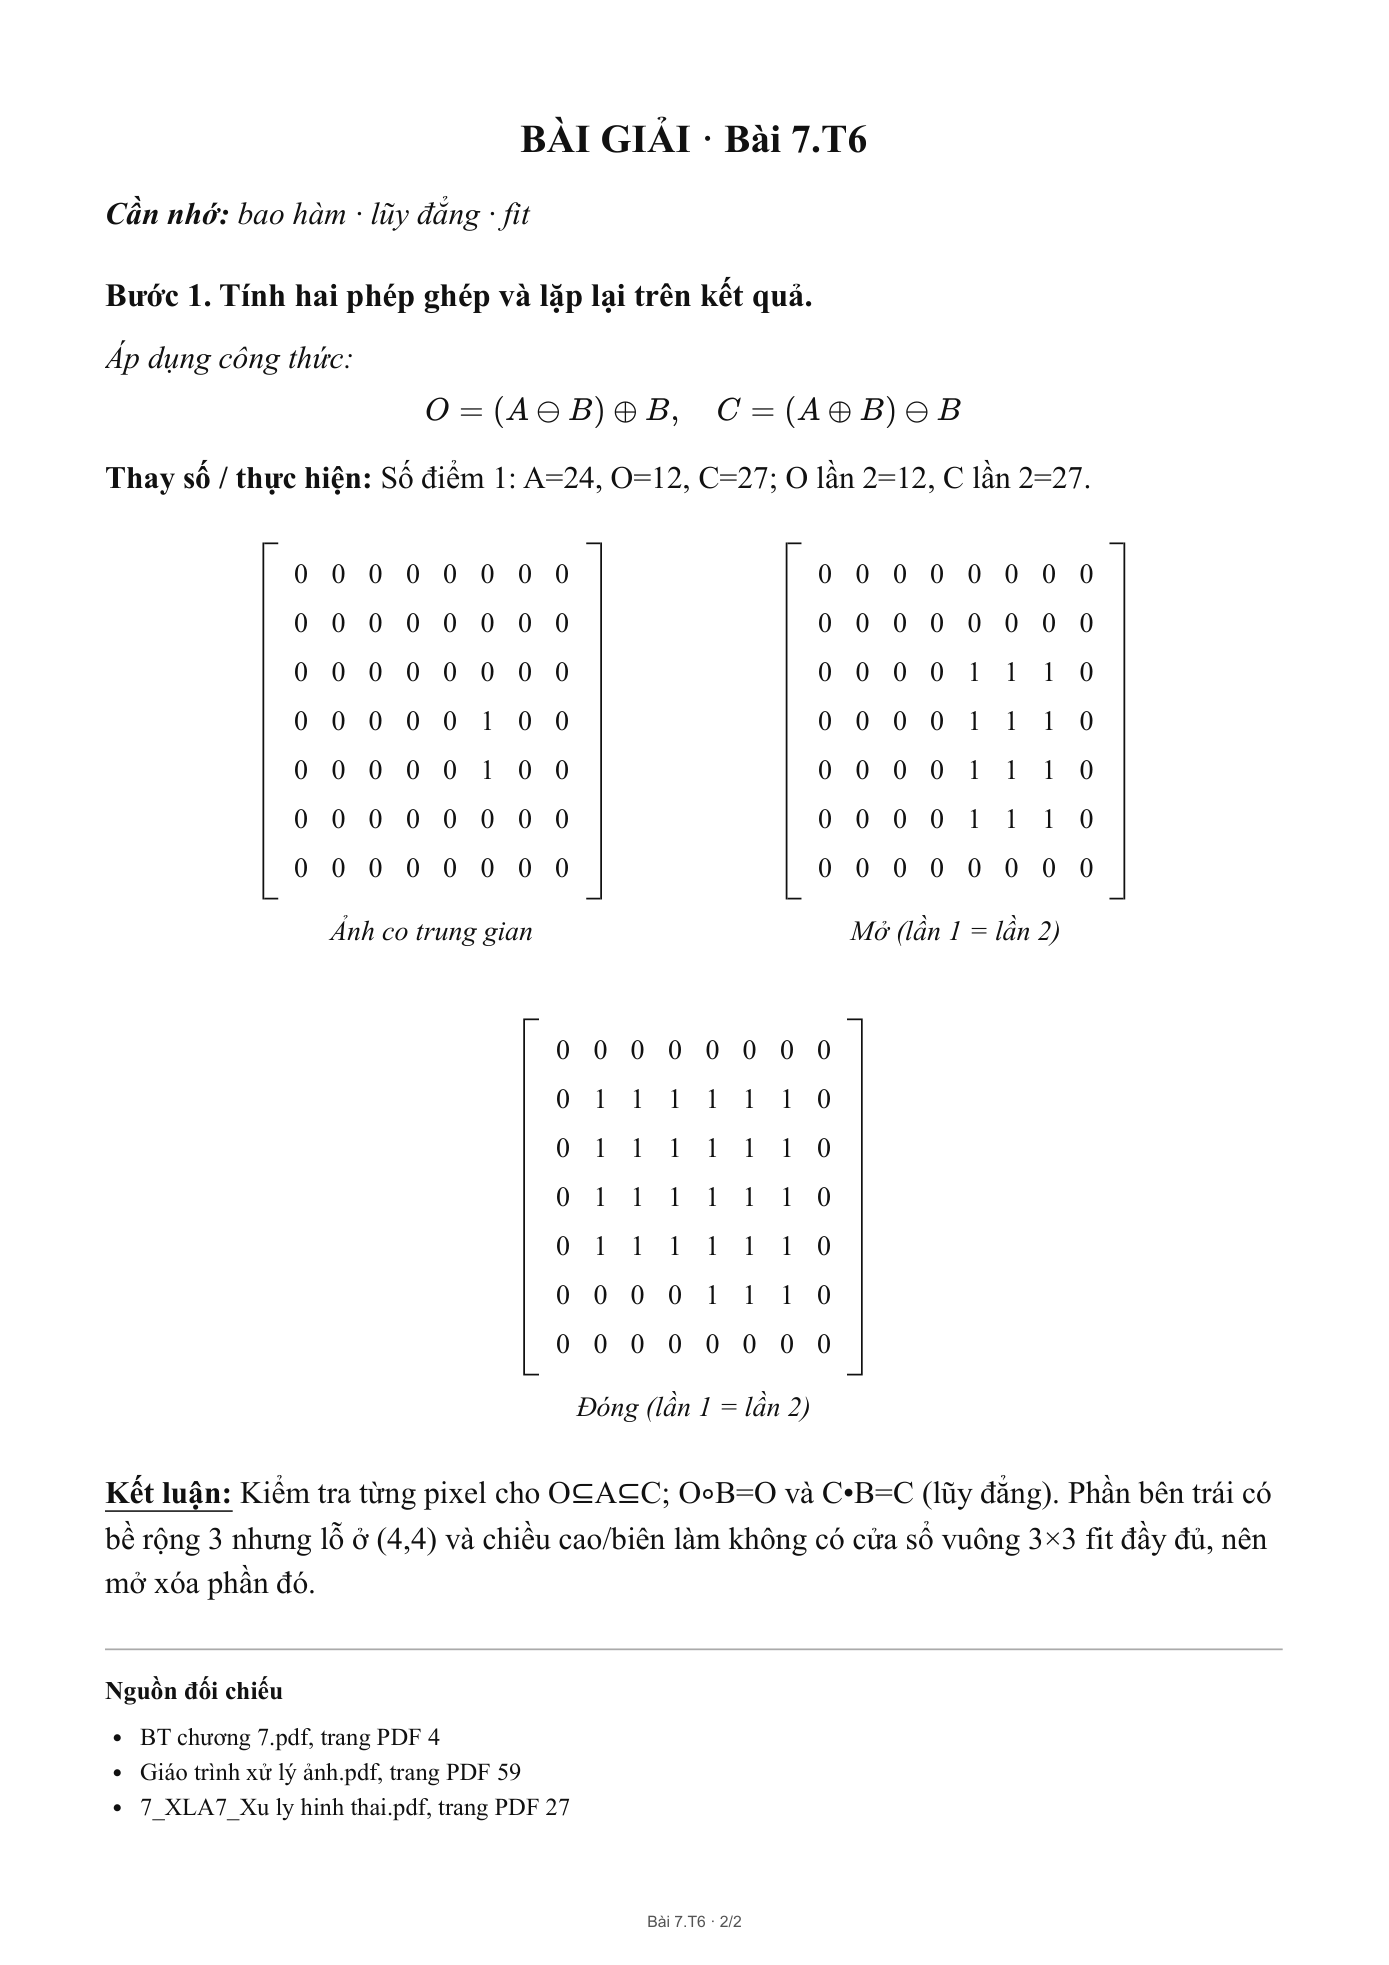 BÀI GIẢI · Bài 7.T6
Cần nhớ: bao hàm · lũy đẳng · fit
Bước 1. Tính hai phép ghép và lặp lại trên kết quả.
Áp dụng công thức:
O = (A ⊖ B) ⊕ B, C = (A ⊕ B) ⊖ B
Thay số / thực hiện: Số điểm 1: A=24, O=12, C=27; O lần 2=12, C lần 2=27.
0 0 0 0 0 0 0 0
0 0 0 0 0 0 0 0
0 0 0 0 0 0 0 0
0 0 0 0 0 1 0 0
0 0 0 0 0 1 0 0
0 0 0 0 0 0 0 0
0 0 0 0 0 0 0 0
Ảnh co trung gian
0 0 0 0 0 0 0 0
0 0 0 0 0 0 0 0
0 0 0 0 1 1 1 0
0 0 0 0 1 1 1 0
0 0 0 0 1 1 1 0
0 0 0 0 1 1 1 0
0 0 0 0 0 0 0 0
Mở (lần 1 = lần 2)
0 0 0 0 0 0 0 0
0 1 1 1 1 1 1 0
0 1 1 1 1 1 1 0
0 1 1 1 1 1 1 0
0 1 1 1 1 1 1 0
0 0 0 0 1 1 1 0
0 0 0 0 0 0 0 0
Đóng (lần 1 = lần 2)
Kết luận: Kiểm tra từng pixel cho O⊆A⊆C; O∘B=O và C•B=C (lũy đẳng). Phần bên trái có
bề rộng 3 nhưng lỗ ở (4,4) và chiều cao/biên làm không có cửa sổ vuông 3×3 fit đầy đủ, nên
mở xóa phần đó.
Nguồn đối chiếu
• BT chương 7.pdf, trang PDF 4
• Giáo trình xử lý ảnh.pdf, trang PDF 59
• 7_XLA7_Xu ly hinh thai.pdf, trang PDF 27
Bài 7.T6 · 2/2